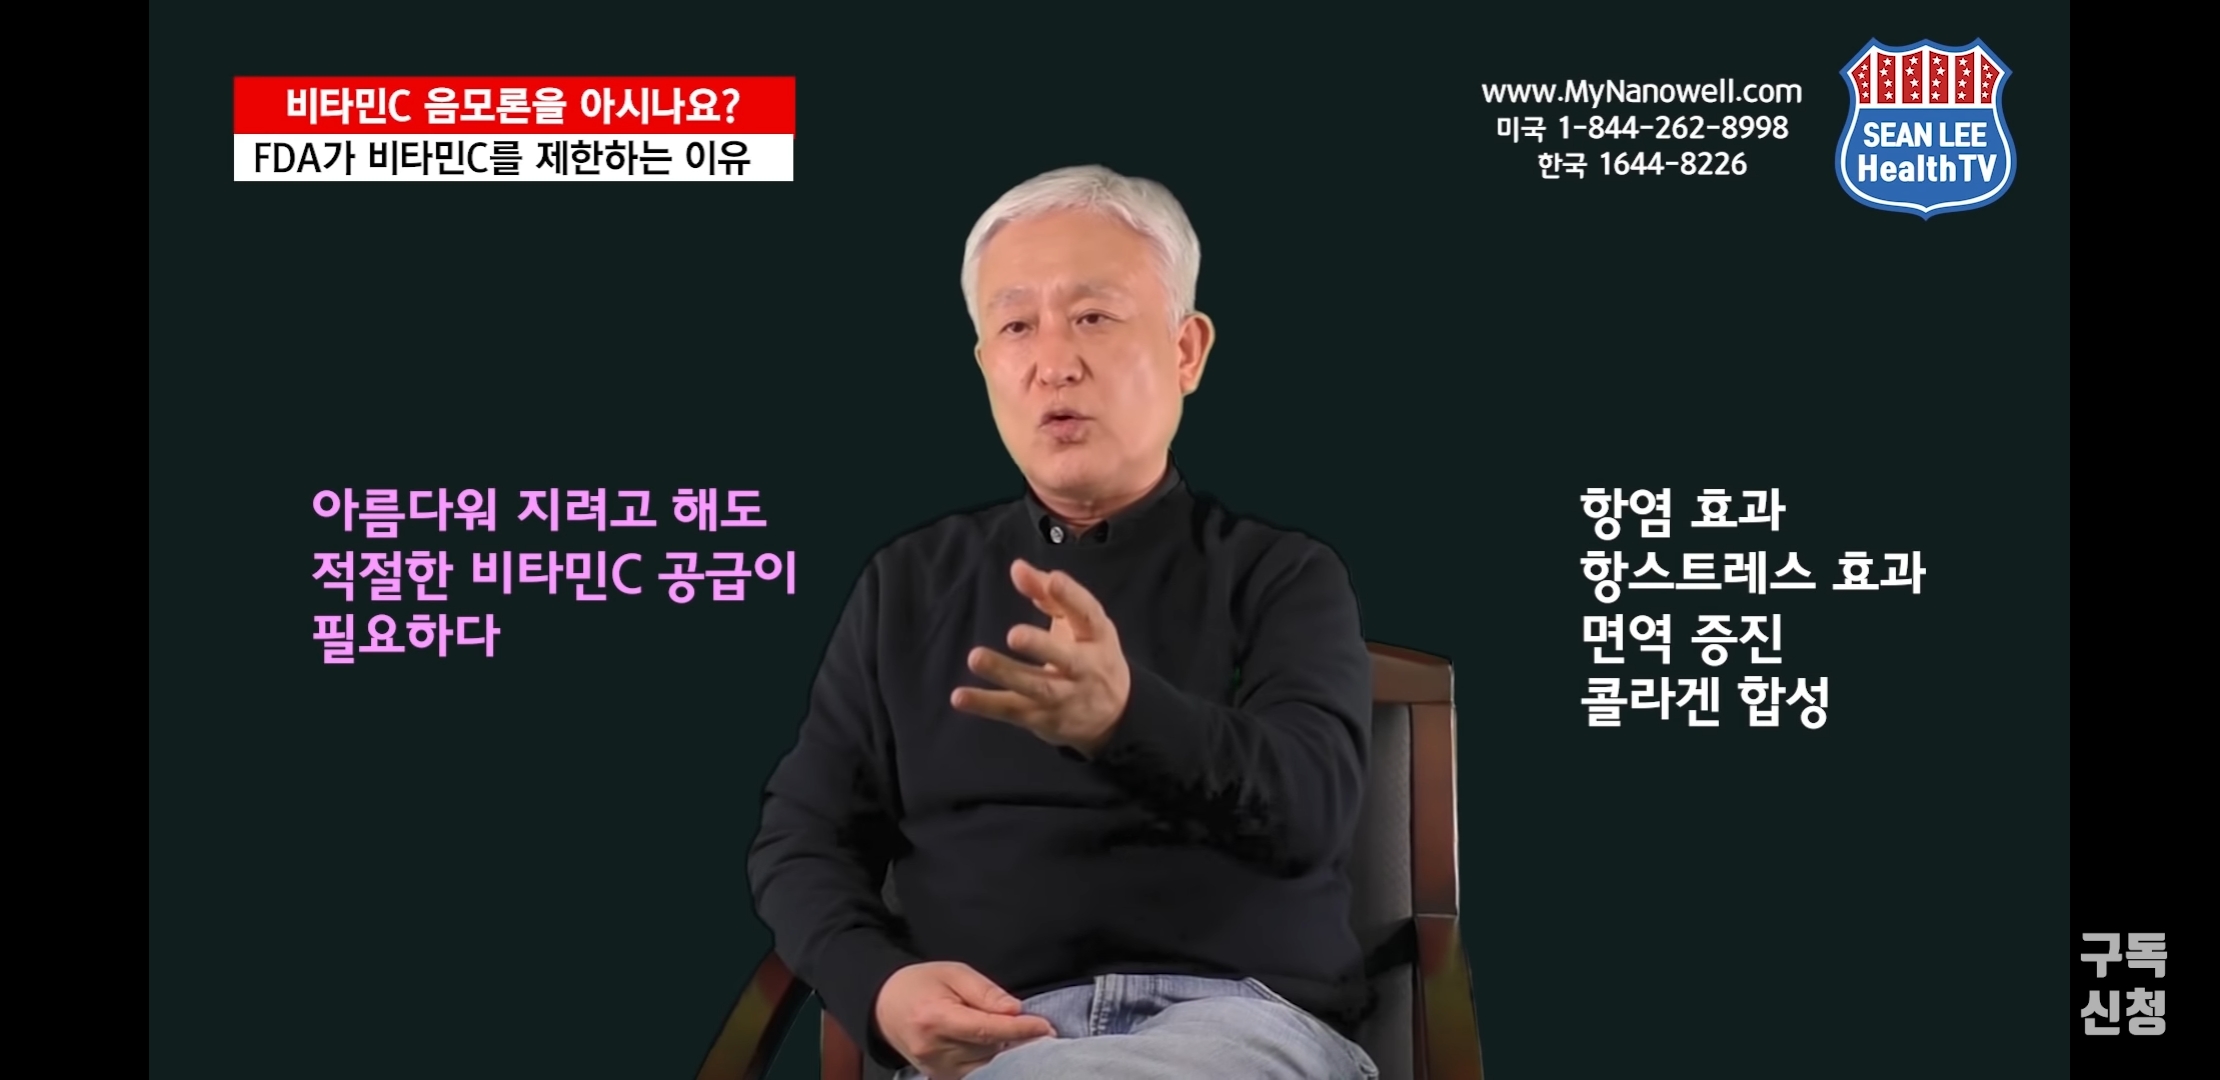 비타민C 음모론을 아시나요?
FDA가 비타민C를 제한하는 이유
www.MyNanowell.com
미국 1-844-262-8998
한국 1644-8226
SEAN LEE
HealthTV
아름다워 지려고 해도
적절한 비타민C 공급이
필요하다
항염 효과
항스트레스 효과
면역 증진
콜라겐 합성
구독
신청